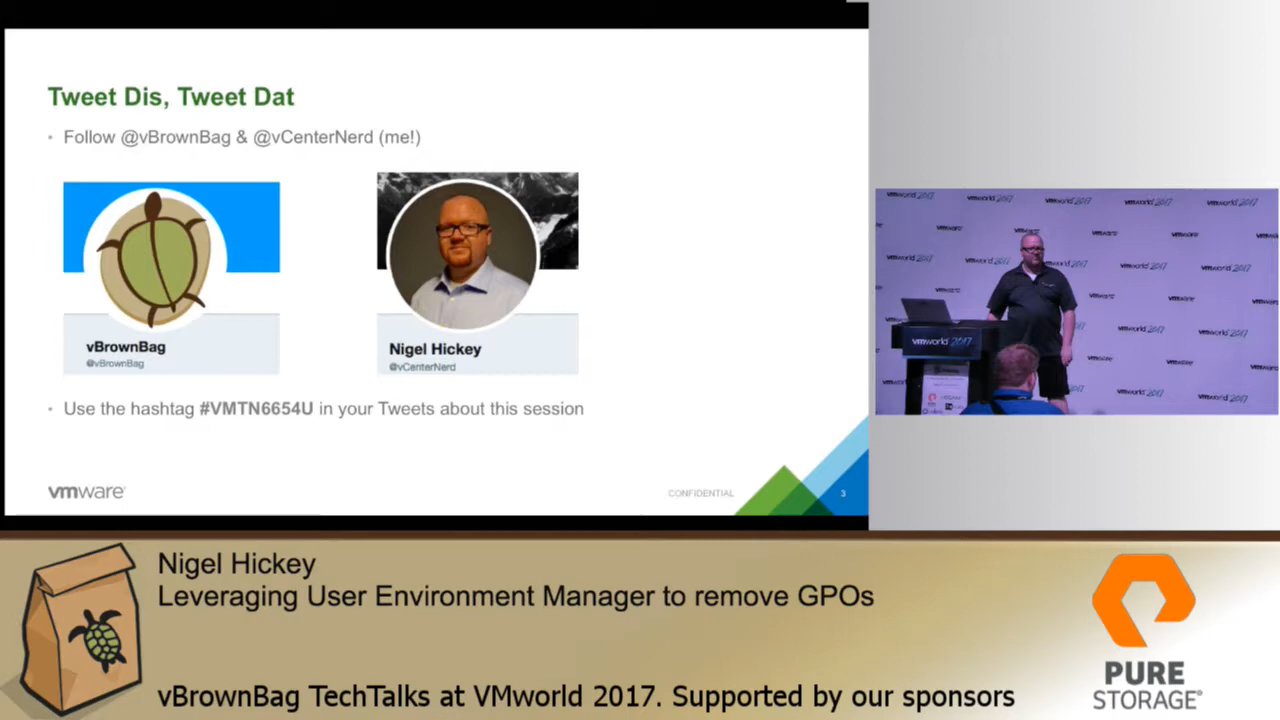 Tweet Dis, Tweet Dat
• Follow @vBrownBag & @vCenterNerd (me!)
vBrownBag
@vBrownBag
Nigel Hickey
@vCenterNerd
• Use the hashtag #VMTN6654U in your Tweets about this session
vmware
CONFIDENTIAL
3
vmworld 2017
Nigel Hickey
Leveraging User Environment Manager to remove GPOs
vBrownBag TechTalks at VMworld 2017. Supported by our sponsors
PURE
STORAGE®